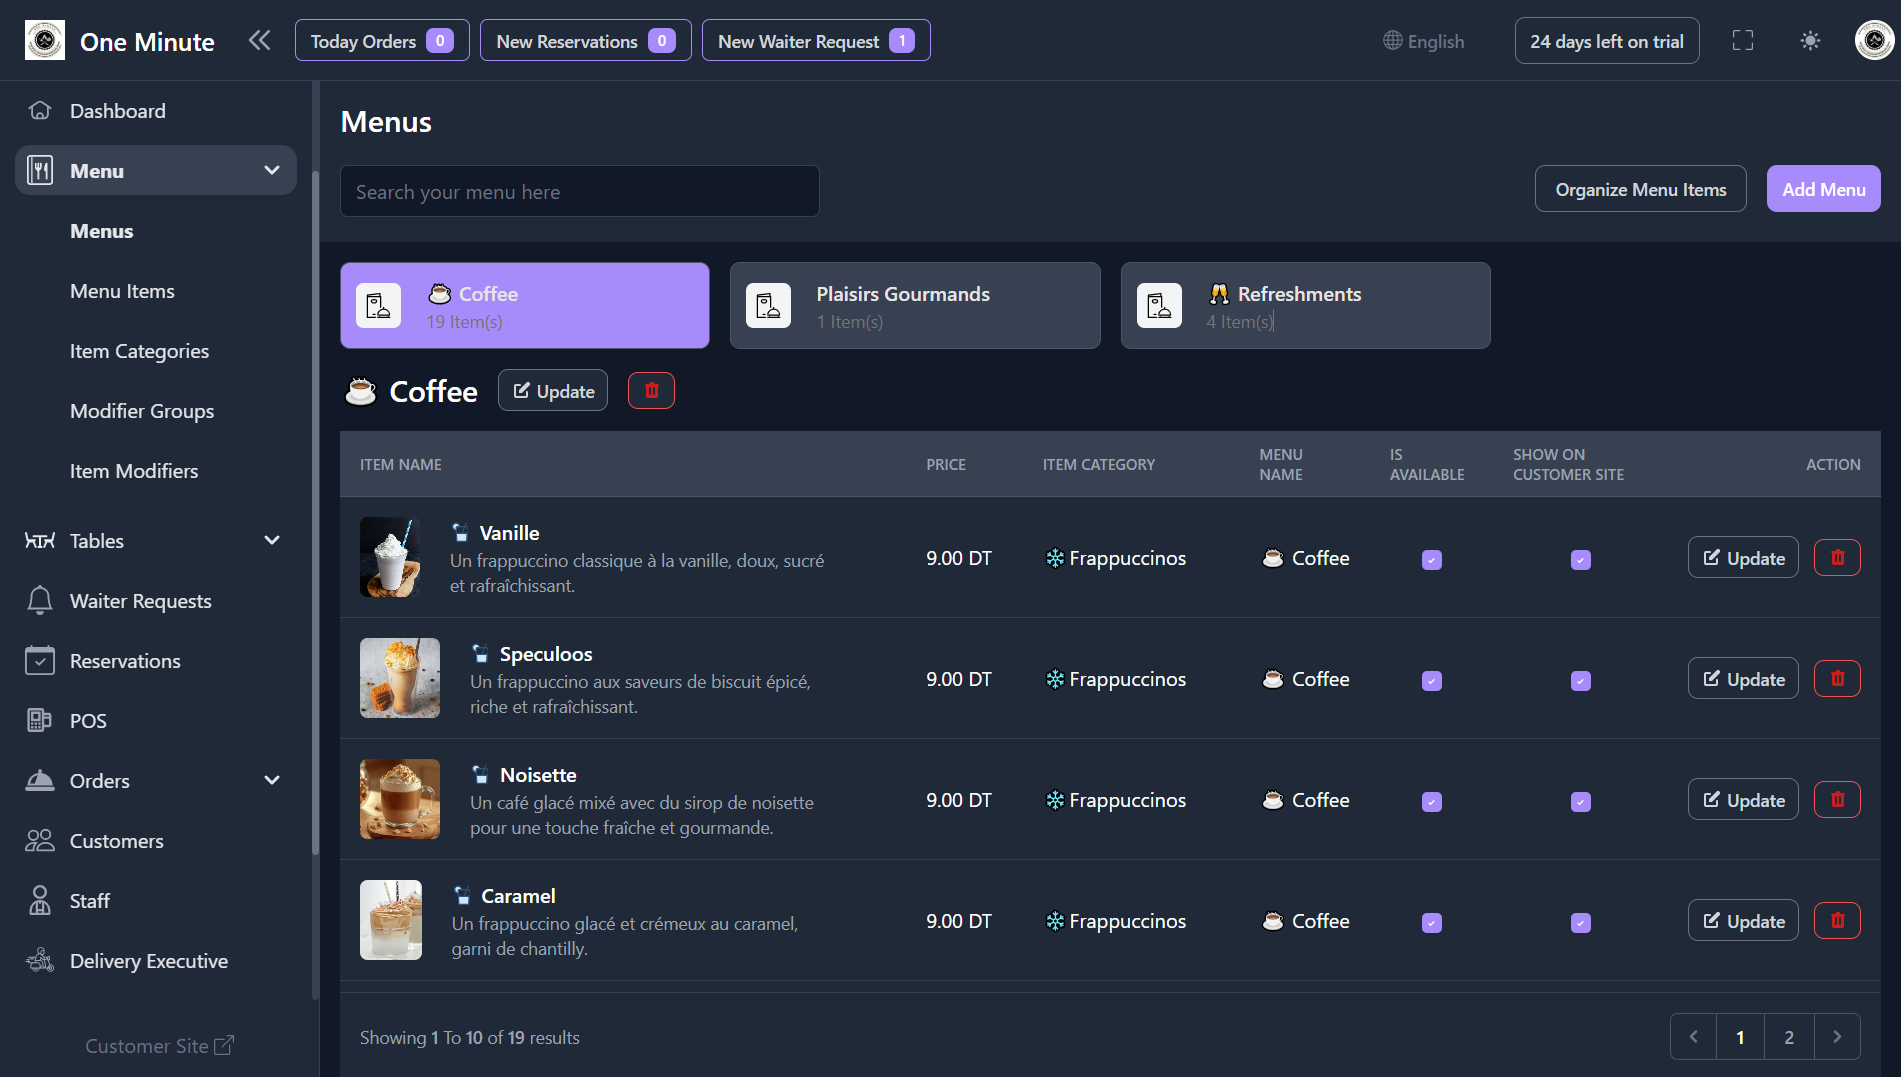 One Minute
Today Orders 0
New Reservations 0
New Waiter Request 1
English
24 days left on trial
Dashboard
Menu
Menus
Menu Items
Item Categories
Modifier Groups
Item Modifiers
Tables
Waiter Requests
Reservations
POS
Orders
Customers
Staff
Delivery Executive
Customer Site
Menus
Search your menu here
Organize Menu Items
Add Menu
Coffee
19 Item(s)
Plaisirs Gourmands
1 Item(s)
Refreshments
4 Item(s)
Coffee
Update
ITEM NAME
PRICE
ITEM CATEGORY
MENU
NAME
IS
AVAILABLE
SHOW ON
CUSTOMER SITE
ACTION
Vanille
Un frappuccino classique à la vanille, doux, sucré
et rafraîchissant.
9.00 DT
Frappuccinos
Coffee
Update
Speculoos
Un frappuccino aux saveurs de biscuit épicé,
riche et rafraîchissant.
9.00 DT
Frappuccinos
Coffee
Update
Noisette
Un café glacé mixé avec du sirop de noisette
pour une touche fraîche et gourmande.
9.00 DT
Frappuccinos
Coffee
Update
Caramel
Un frappuccino glacé et crémeux au caramel,
garni de chantilly.
9.00 DT
Frappuccinos
Coffee
Update
Showing 1 To 10 of 19 results
1
2